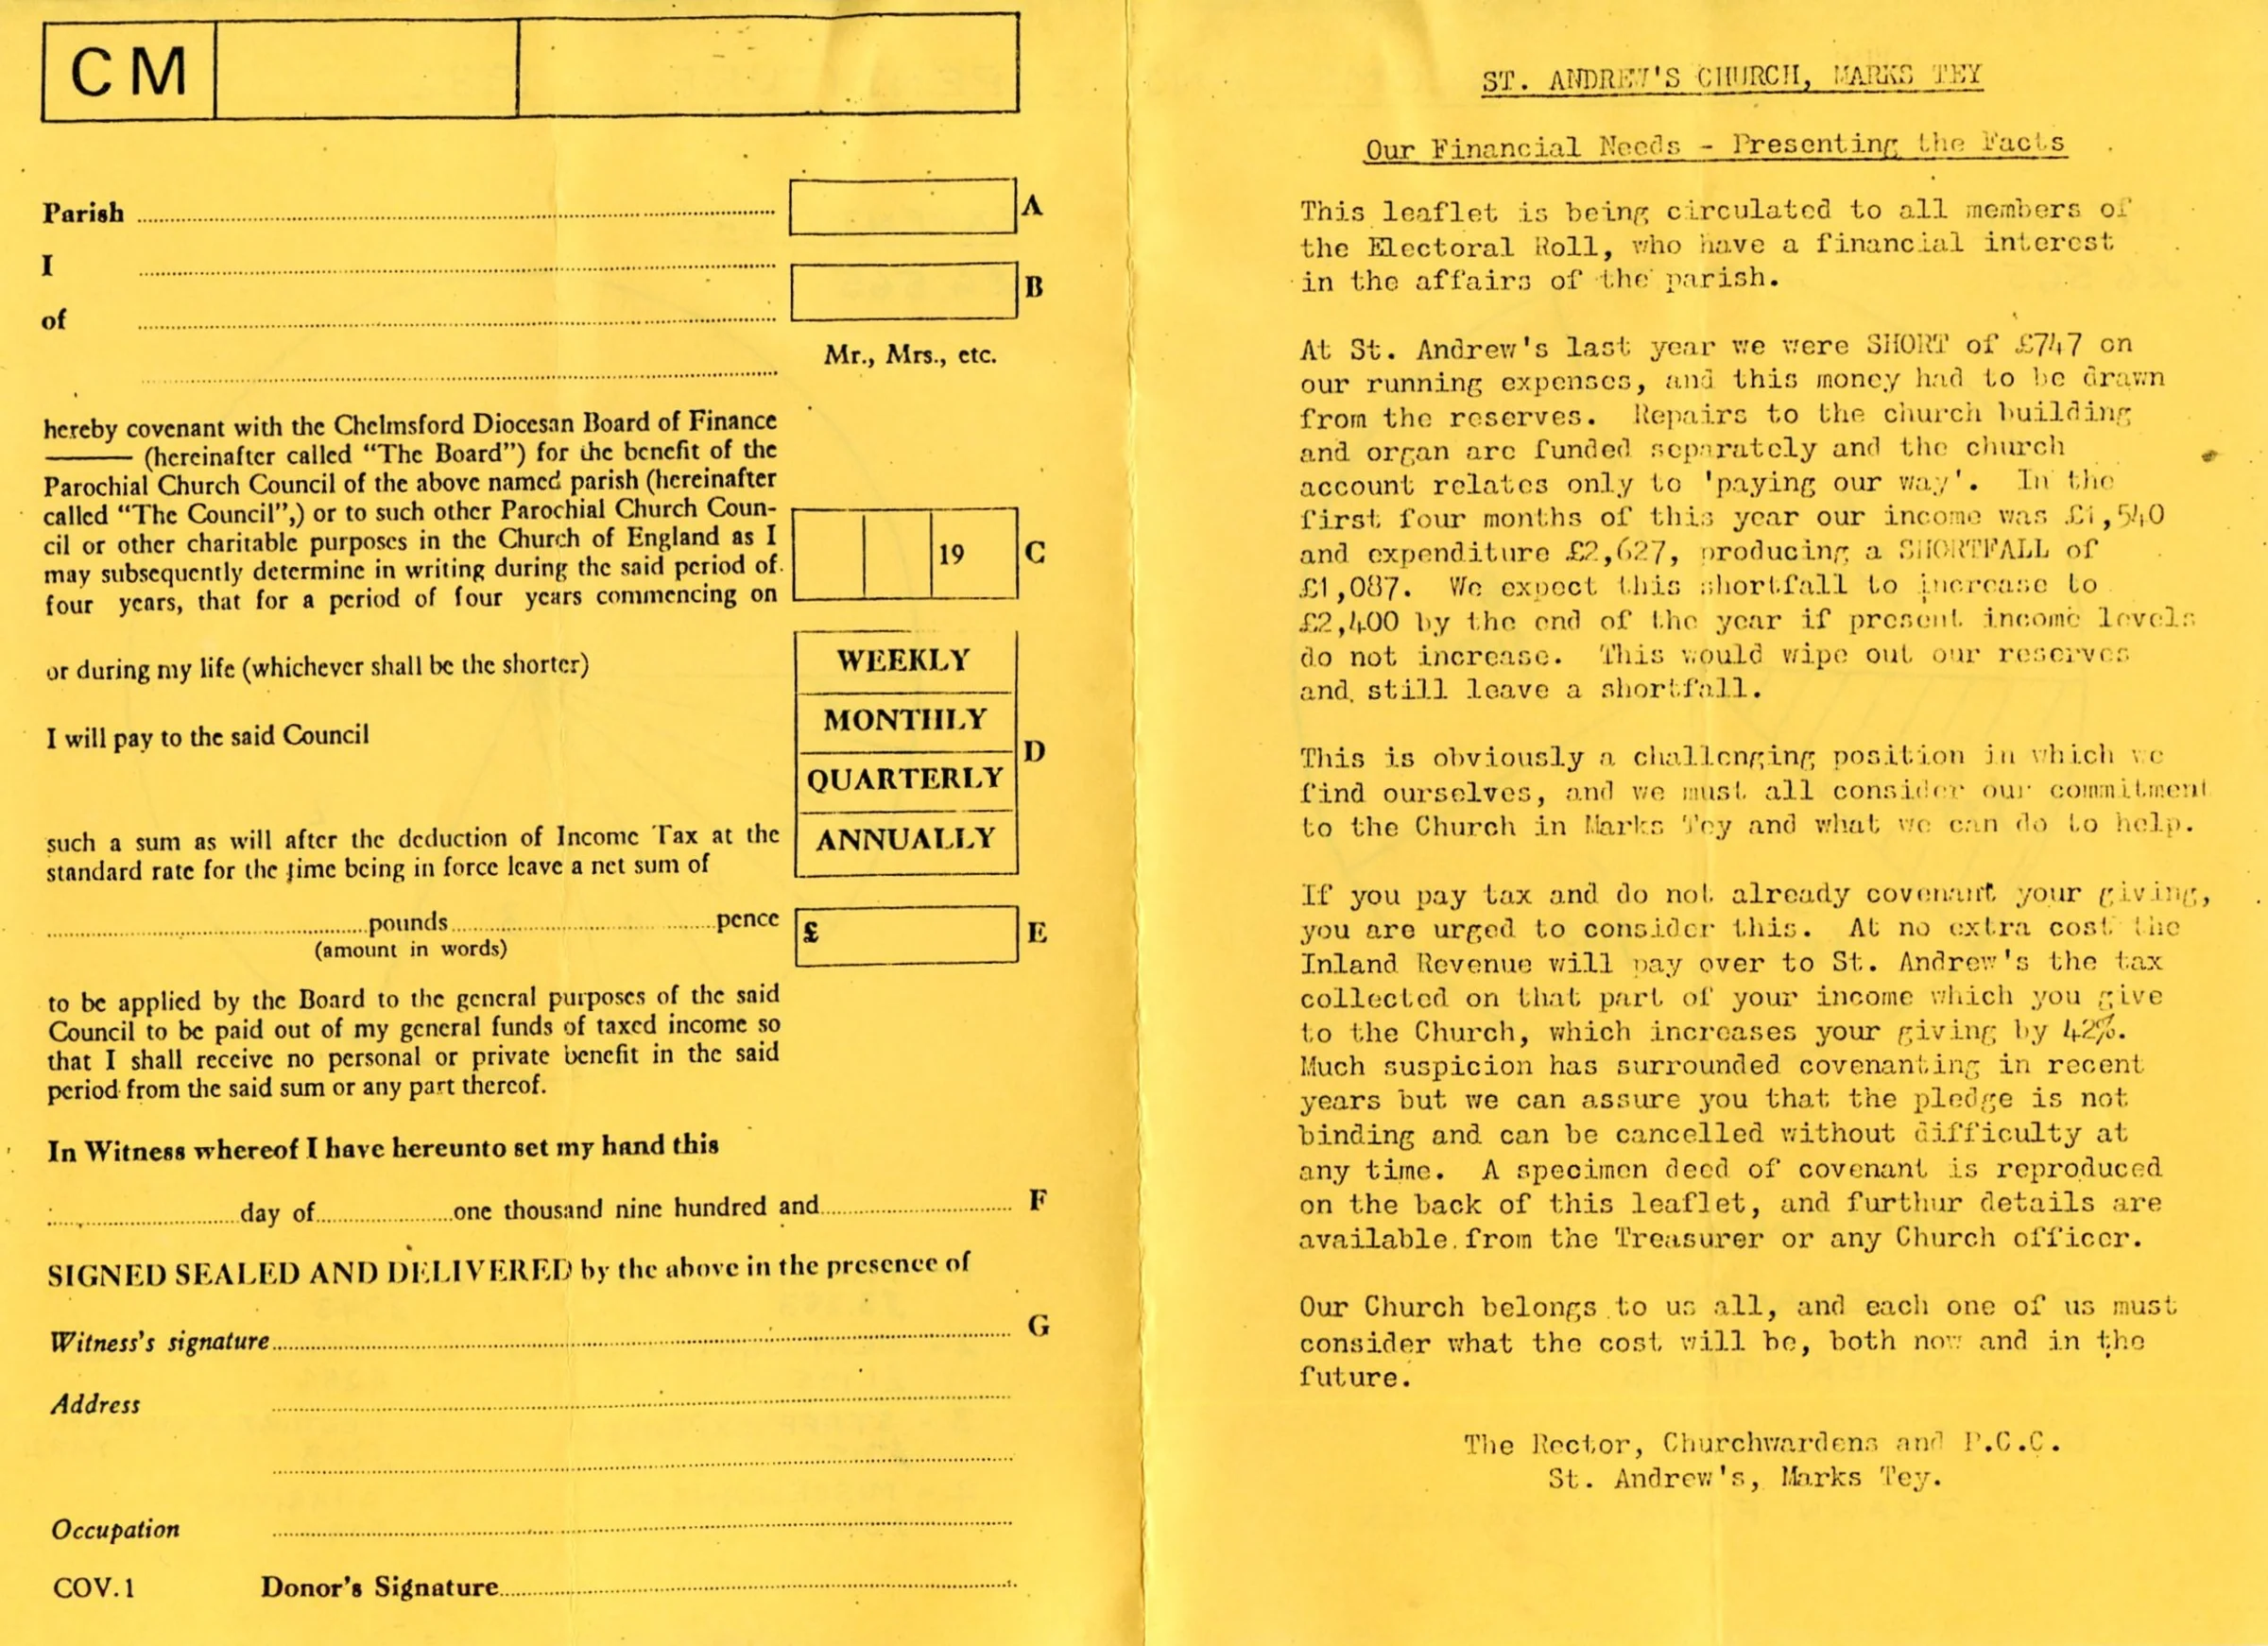 CM
Parish
A
I
B
of
Mr., Mrs., etc.
hereby covenant with the Chelmsford Diocesan Board of Finance
(hereinafter called "The Board") for the benefit of the
Parochial Church Council of the above named parish (hereinafter
called "The Council",) or to such other Parochial Church Coun-
cil or other charitable purposes in the Church of England as I
may subsequently determine in writing during the said period of
four years, that for a period of four years commencing on
19
C
or during my life (whichever shall be the shorter)
I will pay to the said Council
WEEKLY
MONTHLY
QUARTERLY
ANNUALLY
D
such a sum as will after the deduction of Income Tax at the
standard rate for the time being in force leave a net sum of
pounds pence
(amount in words)
£
E
to be applied by the Board to the general purposes of the said
Council to be paid out of my general funds of taxed income so
that I shall receive no personal or private benefit in the said
period from the said sum or any part thereof.
In Witness whereof I have hereunto set my hand this
day of one thousand nine hundred and F
SIGNED SEALED AND DELIVERED by the above in the presence of
Witness's signature G
Address
Occupation
COV.1 Donor's Signature
ST. ANDREW'S CHURCH, MARKS TEY
Our Financial Needs - Presenting the Facts
This leaflet is being circulated to all members of
the Electoral Roll, who have a financial interest
in the affairs of the parish.
At St. Andrew's last year we were SHORT of £747 on
our running expenses, and this money had to be drawn
from the reserves. Repairs to the church building
and organ are funded separately and the church
account relates only to 'paying our way'. In the
first four months of this year our income was £1,540
and expenditure £2,627, producing a SHORTFALL of
£1,087. We expect this shortfall to increase to
£2,400 by the end of the year if present income levels
do not increase. This would wipe out our reserves
and still leave a shortfall.
This is obviously a challenging position in which we
find ourselves, and we must all consider our commitment
to the Church in Marks Tey and what we can do to help.
If you pay tax and do not already covenant your giving,
you are urged to consider this. At no extra cost the
Inland Revenue will pay over to St. Andrew's the tax
collected on that part of your income which you give
to the Church, which increases your giving by 42%.
Much suspicion has surrounded covenanting in recent
years but we can assure you that the pledge is not
binding and can be cancelled without difficulty at
any time. A specimen deed of covenant is reproduced
on the back of this leaflet, and furthur details are
available from the Treasurer or any Church officer.
Our Church belongs to us all, and each one of us must
consider what the cost will be, both now and in the
future.
The Rector, Churchwardens and P.C.C.
St. Andrew's, Marks Tey.